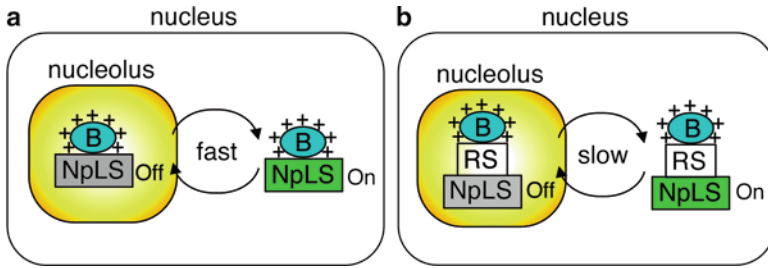 a
nucleus
nucleolus
+ + + + + + +
B
NpLS
Off
fast
+ + + + + + +
B
NpLS
On
b
nucleus
nucleolus
+ + + + + + +
B
RS
NpLS
Off
slow
+ + + + + + +
B
RS
NpLS
On